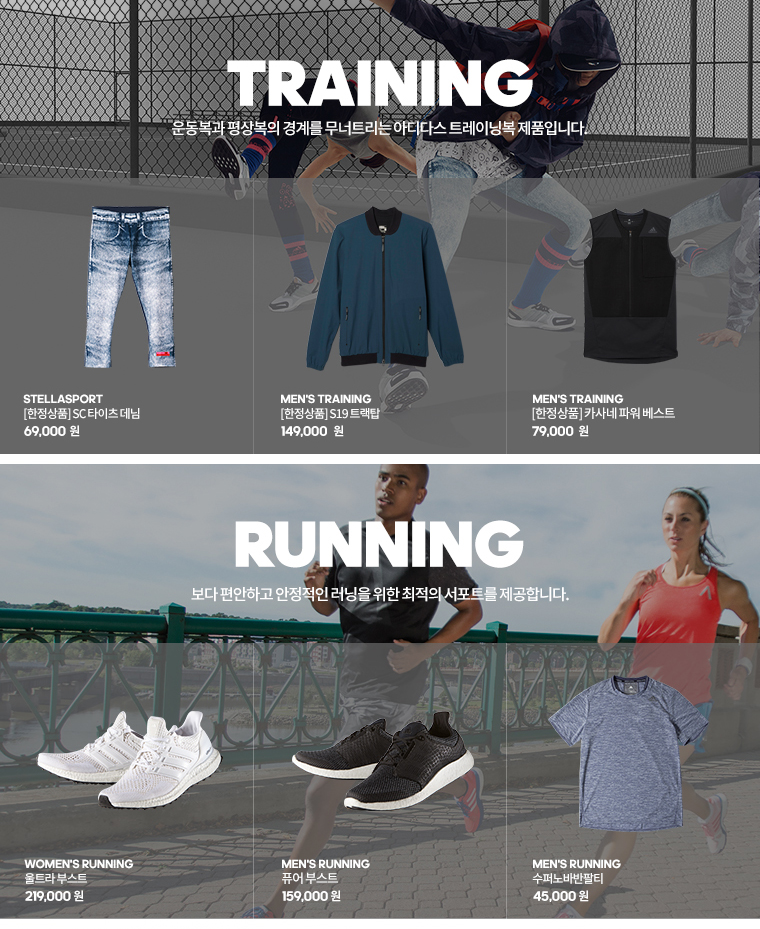 TRAINING
운동복과 평상복의 경계를 무너트리는 아디다스 트레이닝복 제품입니다.
STELLASPORT
[한정상품] SC 타이츠 데님
69,000 원
MEN'S TRAINING
[한정상품] S19 트랙탑
149,000 원
MEN'S TRAINING
[한정상품] 카사네 파워 베스트
79,000 원
RUNNING
보다 편안하고 안정적인 러닝을 위한 최적의 서포트를 제공합니다.
WOMEN'S RUNNING
울트라 부스트
219,000 원
MEN'S RUNNING
퓨어 부스트
159,000 원
MEN'S RUNNING
수퍼노바반팔티
45,000 원